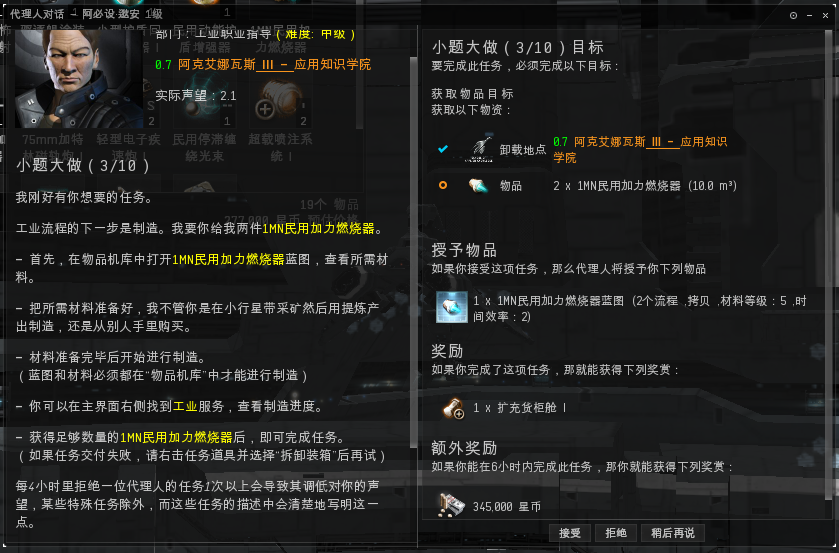 代理人对话 - 阿必设·邀安 1级
部门：工业职业指导（难度：甲级）
0.7 阿克艾娜瓦斯 III - 应用知识学院
实际声望：2.1
小题大做（3/10）
我刚好有你想要的任务。
工业流程的下一步是制造。我要你给我两件1MN民用加力燃烧器。
- 首先，在物品机库中打开1MN民用加力燃烧器蓝图，查看所需材
料。
- 把所需材料准备好，我不管你是在小行星带采矿然后用提炼产
出制造，还是从别人手里购买。
- 材料准备完毕后开始进行制造。
（蓝图和材料必须都在“物品机库”中才能进行制造）
- 你可以在主界面右侧找到工业服务，查看制造进度。
- 获得足够数量的1MN民用加力燃烧器后，即可完成任务。
（如果任务交付失败，请右击任务道具并选择“拆卸装箱”后再试）
每4小时里拒绝一位代理人的任务1次以上会导致其调低对你的声
望，某些特殊任务除外，而这些任务的描述中会清楚地写明这一
点。
小题大做（3/10）目标
要完成此任务，必须完成以下目标：
获取物品目标
获取以下物资：
卸载地点
0.7 阿克艾娜瓦斯 III - 应用知识
学院
物品
2 x 1MN民用加力燃烧器 (10.0 m³)
授予物品
如果你接受这项任务，那么代理人将授予你下列物品
1 x 1MN民用加力燃烧器蓝图 (2个流程 ,拷贝 ,材料等级：5 ,时
间效率：2)
奖励
如果你完成了这项任务，那就能获得下列奖赏：
1 x 扩充货柜舱 I
额外奖励
如果你能在6小时内完成此任务，那你就能获得下列奖赏：
345,000 星币
接受
拒绝
稍后再说
75mm加特
轻型电子疾
民用停滞缠
绕光束
超载喷注系
统 I
19个 物品